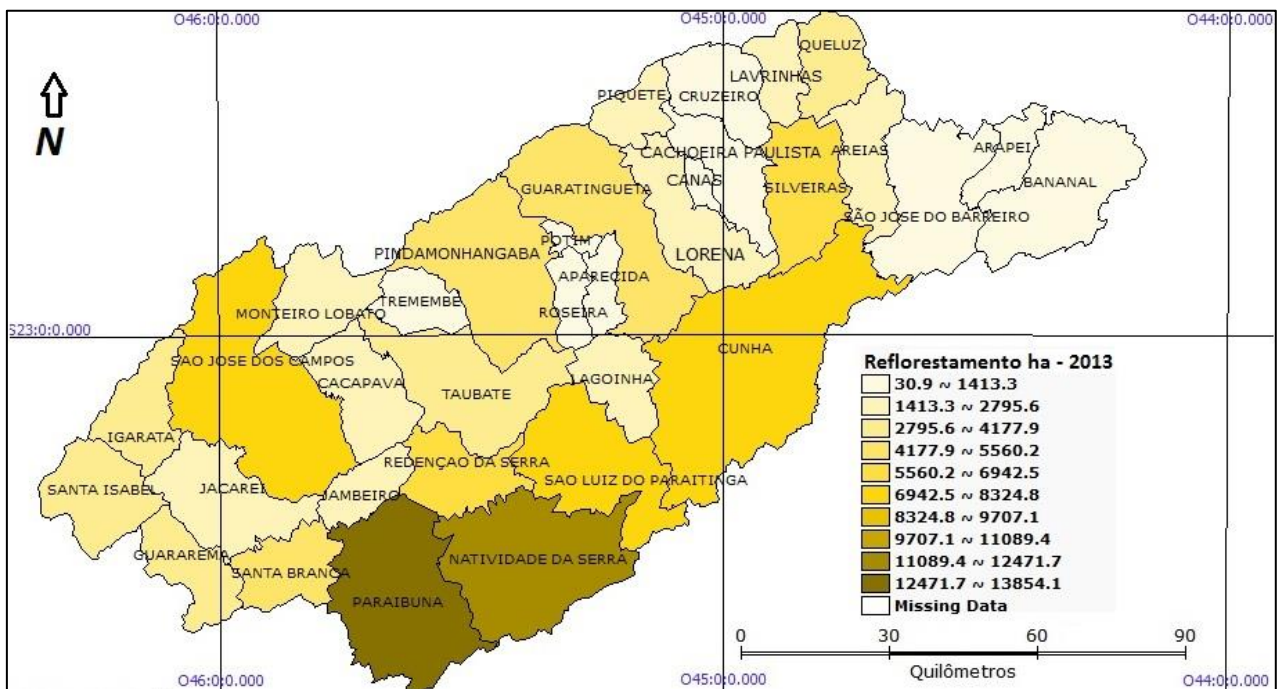 O46:0:0.000
O45:0:0.000
O44:0:0.000
N
QUELUZ
LAVRINHAS
PIQUETE
CRUZEIRO
CACHOEIRA PAULISTA
AREIAS
ARAPEI
CANAS
SILVEIRAS
BANANAL
GUARATINGUETA
SÃO JOSE DO BARREIRO
POTIM
PINDAMONHANGABA
LORENA
APARECIDA
TREMEMBE
MONTEIRO LOBATO
ROSEIRA
S23:0:0.000
CUNHA
SAO JOSE DOS CAMPOS
CACAPAVA
LAGOINHA
TAUBATE
IGARATA
REDENÇAO DA SERRA
SANTA ISABEL
JACAREI
JAMBEIRO
SAO LUIZ DO PARAITINGA
GUARAREMA
SANTA BRANCA
NATIVIDADE DA SERRA
PARAIBUNA
Reflorestamento ha - 2013
30.9 ~ 1413.3
1413.3 ~ 2795.6
2795.6 ~ 4177.9
4177.9 ~ 5560.2
5560.2 ~ 6942.5
6942.5 ~ 8324.8
8324.8 ~ 9707.1
9707.1 ~ 11089.4
11089.4 ~ 12471.7
12471.7 ~ 13854.1
Missing Data
0 30 60 90
Quilômetros
O46:0:0.000
O45:0:0.000
O44:0:0.000